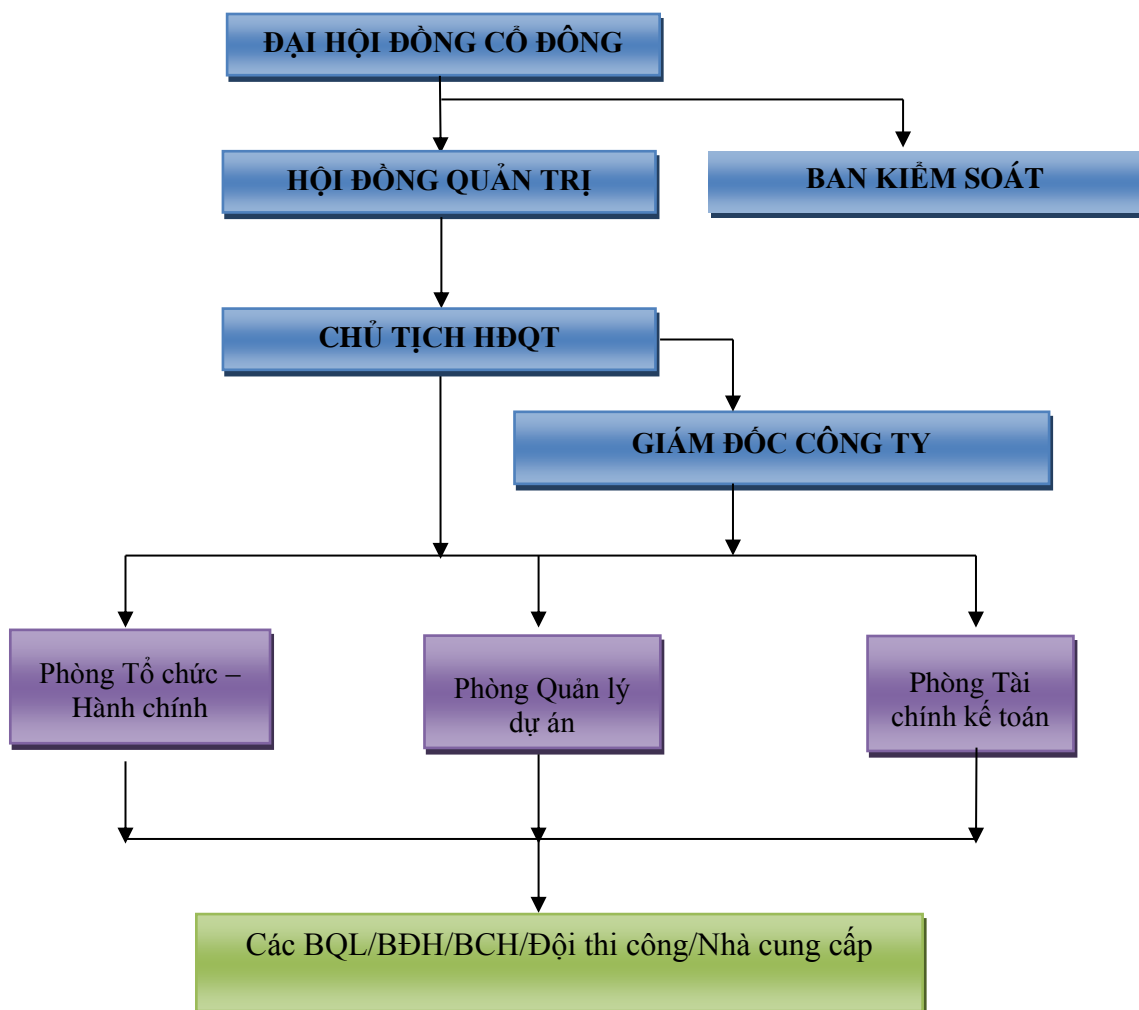 ĐẠI HỘI ĐỒNG CỔ ĐÔNG
HỘI ĐỒNG QUẢN TRỊ
BAN KIỂM SOÁT
CHỦ TỊCH HĐQT
GIÁM ĐỐC CÔNG TY
Phòng Tổ chức –
Hành chính
Phòng Quản lý
dự án
Phòng Tài
chính kế toán
Các BQL/BĐH/BCH/Đội thi công/Nhà cung cấp